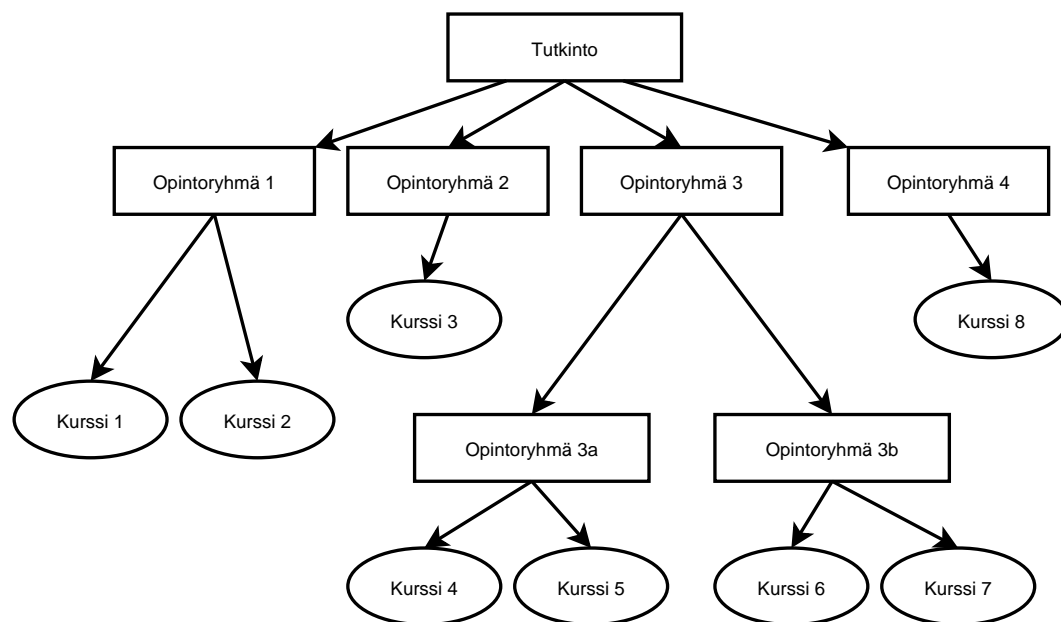 Tutkinto
Opintoryhmä 1
Opintoryhmä 2
Opintoryhmä 3
Opintoryhmä 4
Kurssi 3
Kurssi 8
Kurssi 1
Kurssi 2
Opintoryhmä 3a
Opintoryhmä 3b
Kurssi 4
Kurssi 5
Kurssi 6
Kurssi 7